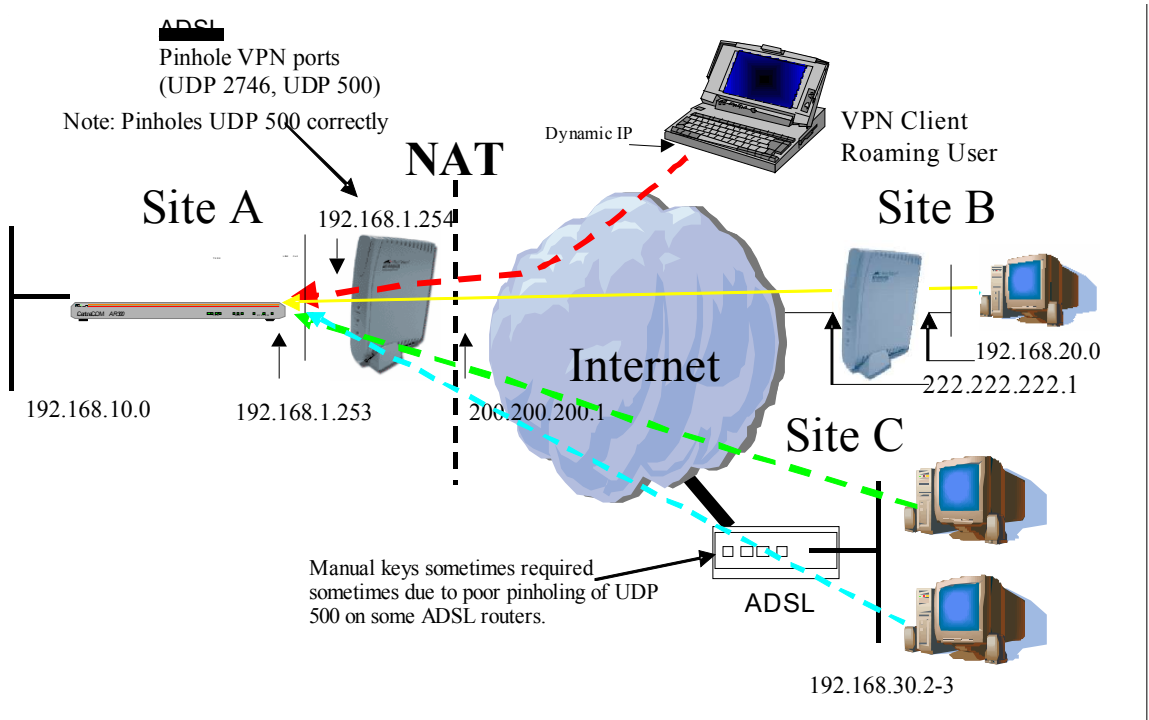 ADSL
Pinhole VPN ports
(UDP 2746, UDP 500)
Note: Pinholes UDP 500 correctly
NAT
Dynamic IP
VPN Client
Roaming User
Site A
192.168.1.254
Site B
CentreCOM AR300
192.168.10.0
192.168.1.253
200.200.200.1
Internet
192.168.20.0
222.222.222.1
Site C
Manual keys sometimes required
sometimes due to poor pinholing of UDP
500 on some ADSL routers.
ADSL
192.168.30.2-3